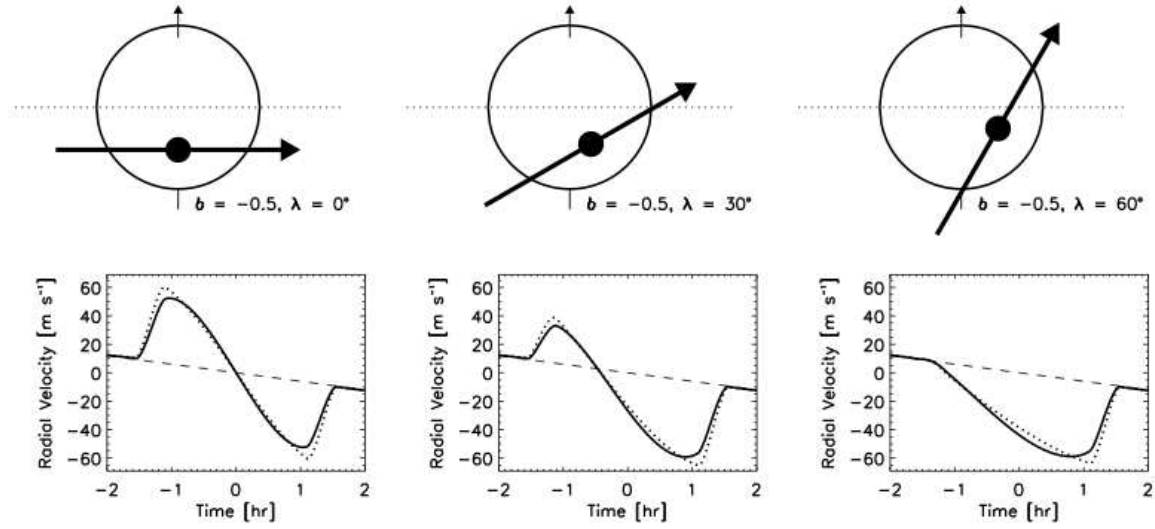 b = −0.5, λ = 0°
b = −0.5, λ = 30°
b = −0.5, λ = 60°
Radial Velocity [m s⁻¹]
60
40
20
0
−20
−40
−60
−2 −1 0 1 2
Time [hr]
Radial Velocity [m s⁻¹]
60
40
20
0
−20
−40
−60
−2 −1 0 1 2
Time [hr]
Radial Velocity [m s⁻¹]
60
40
20
0
−20
−40
−60
−2 −1 0 1 2
Time [hr]